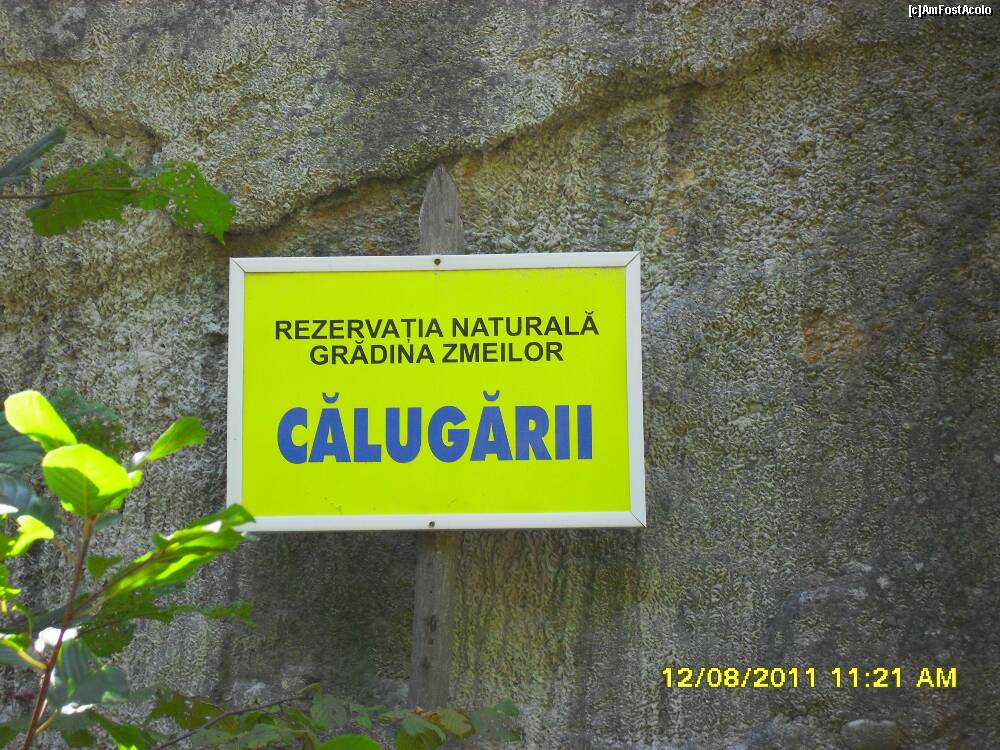 [c]AmFostAcolo
REZERVAȚIA NATURALĂ
GRĂDINA ZMEILOR
CĂLUGĂRII
12/08/2011 11:21 AM